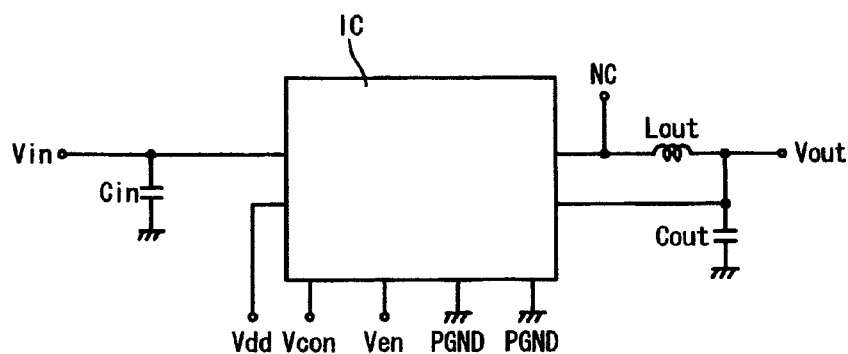 IC
NC
Lout
Vin
Vout
Cin
Cout
Vdd Vcon Ven PGND PGND